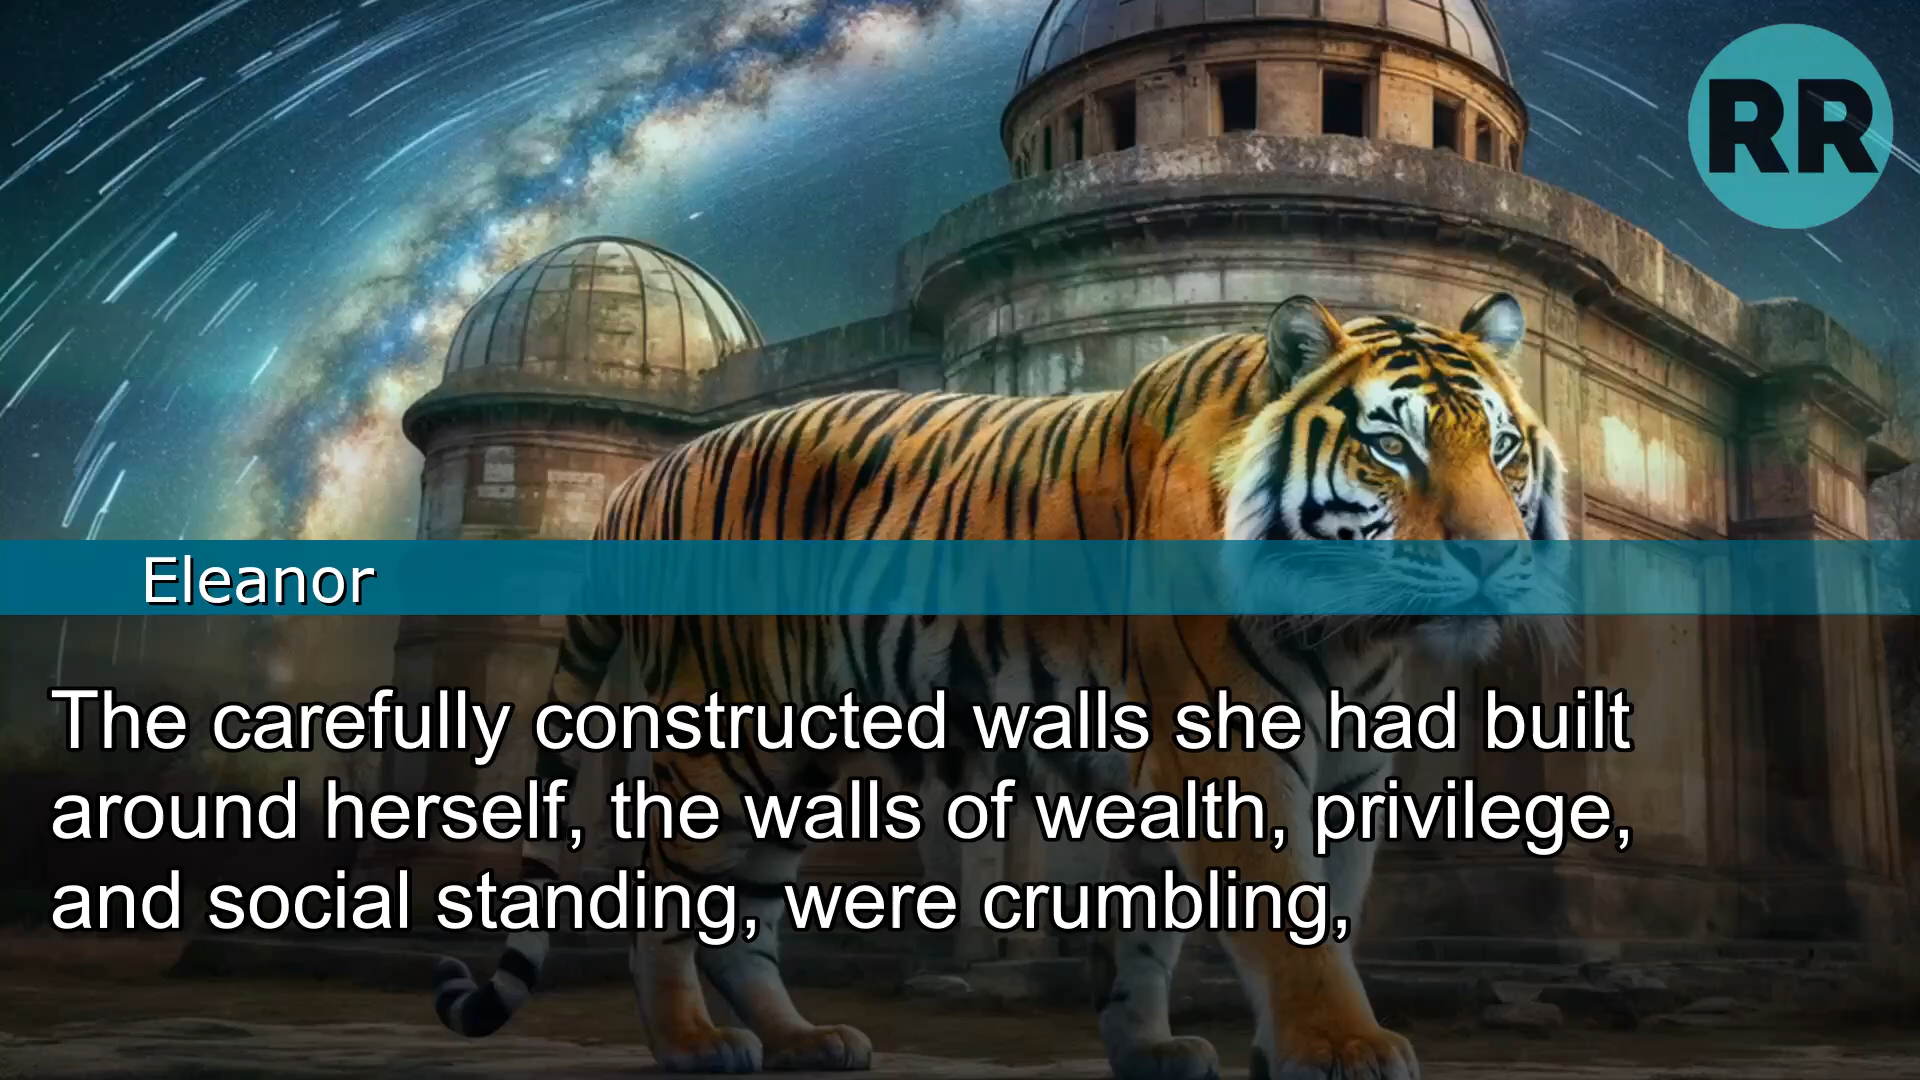 RR
Eleanor
The carefully constructed walls she had built
around herself, the walls of wealth, privilege,
and social standing, were crumbling,